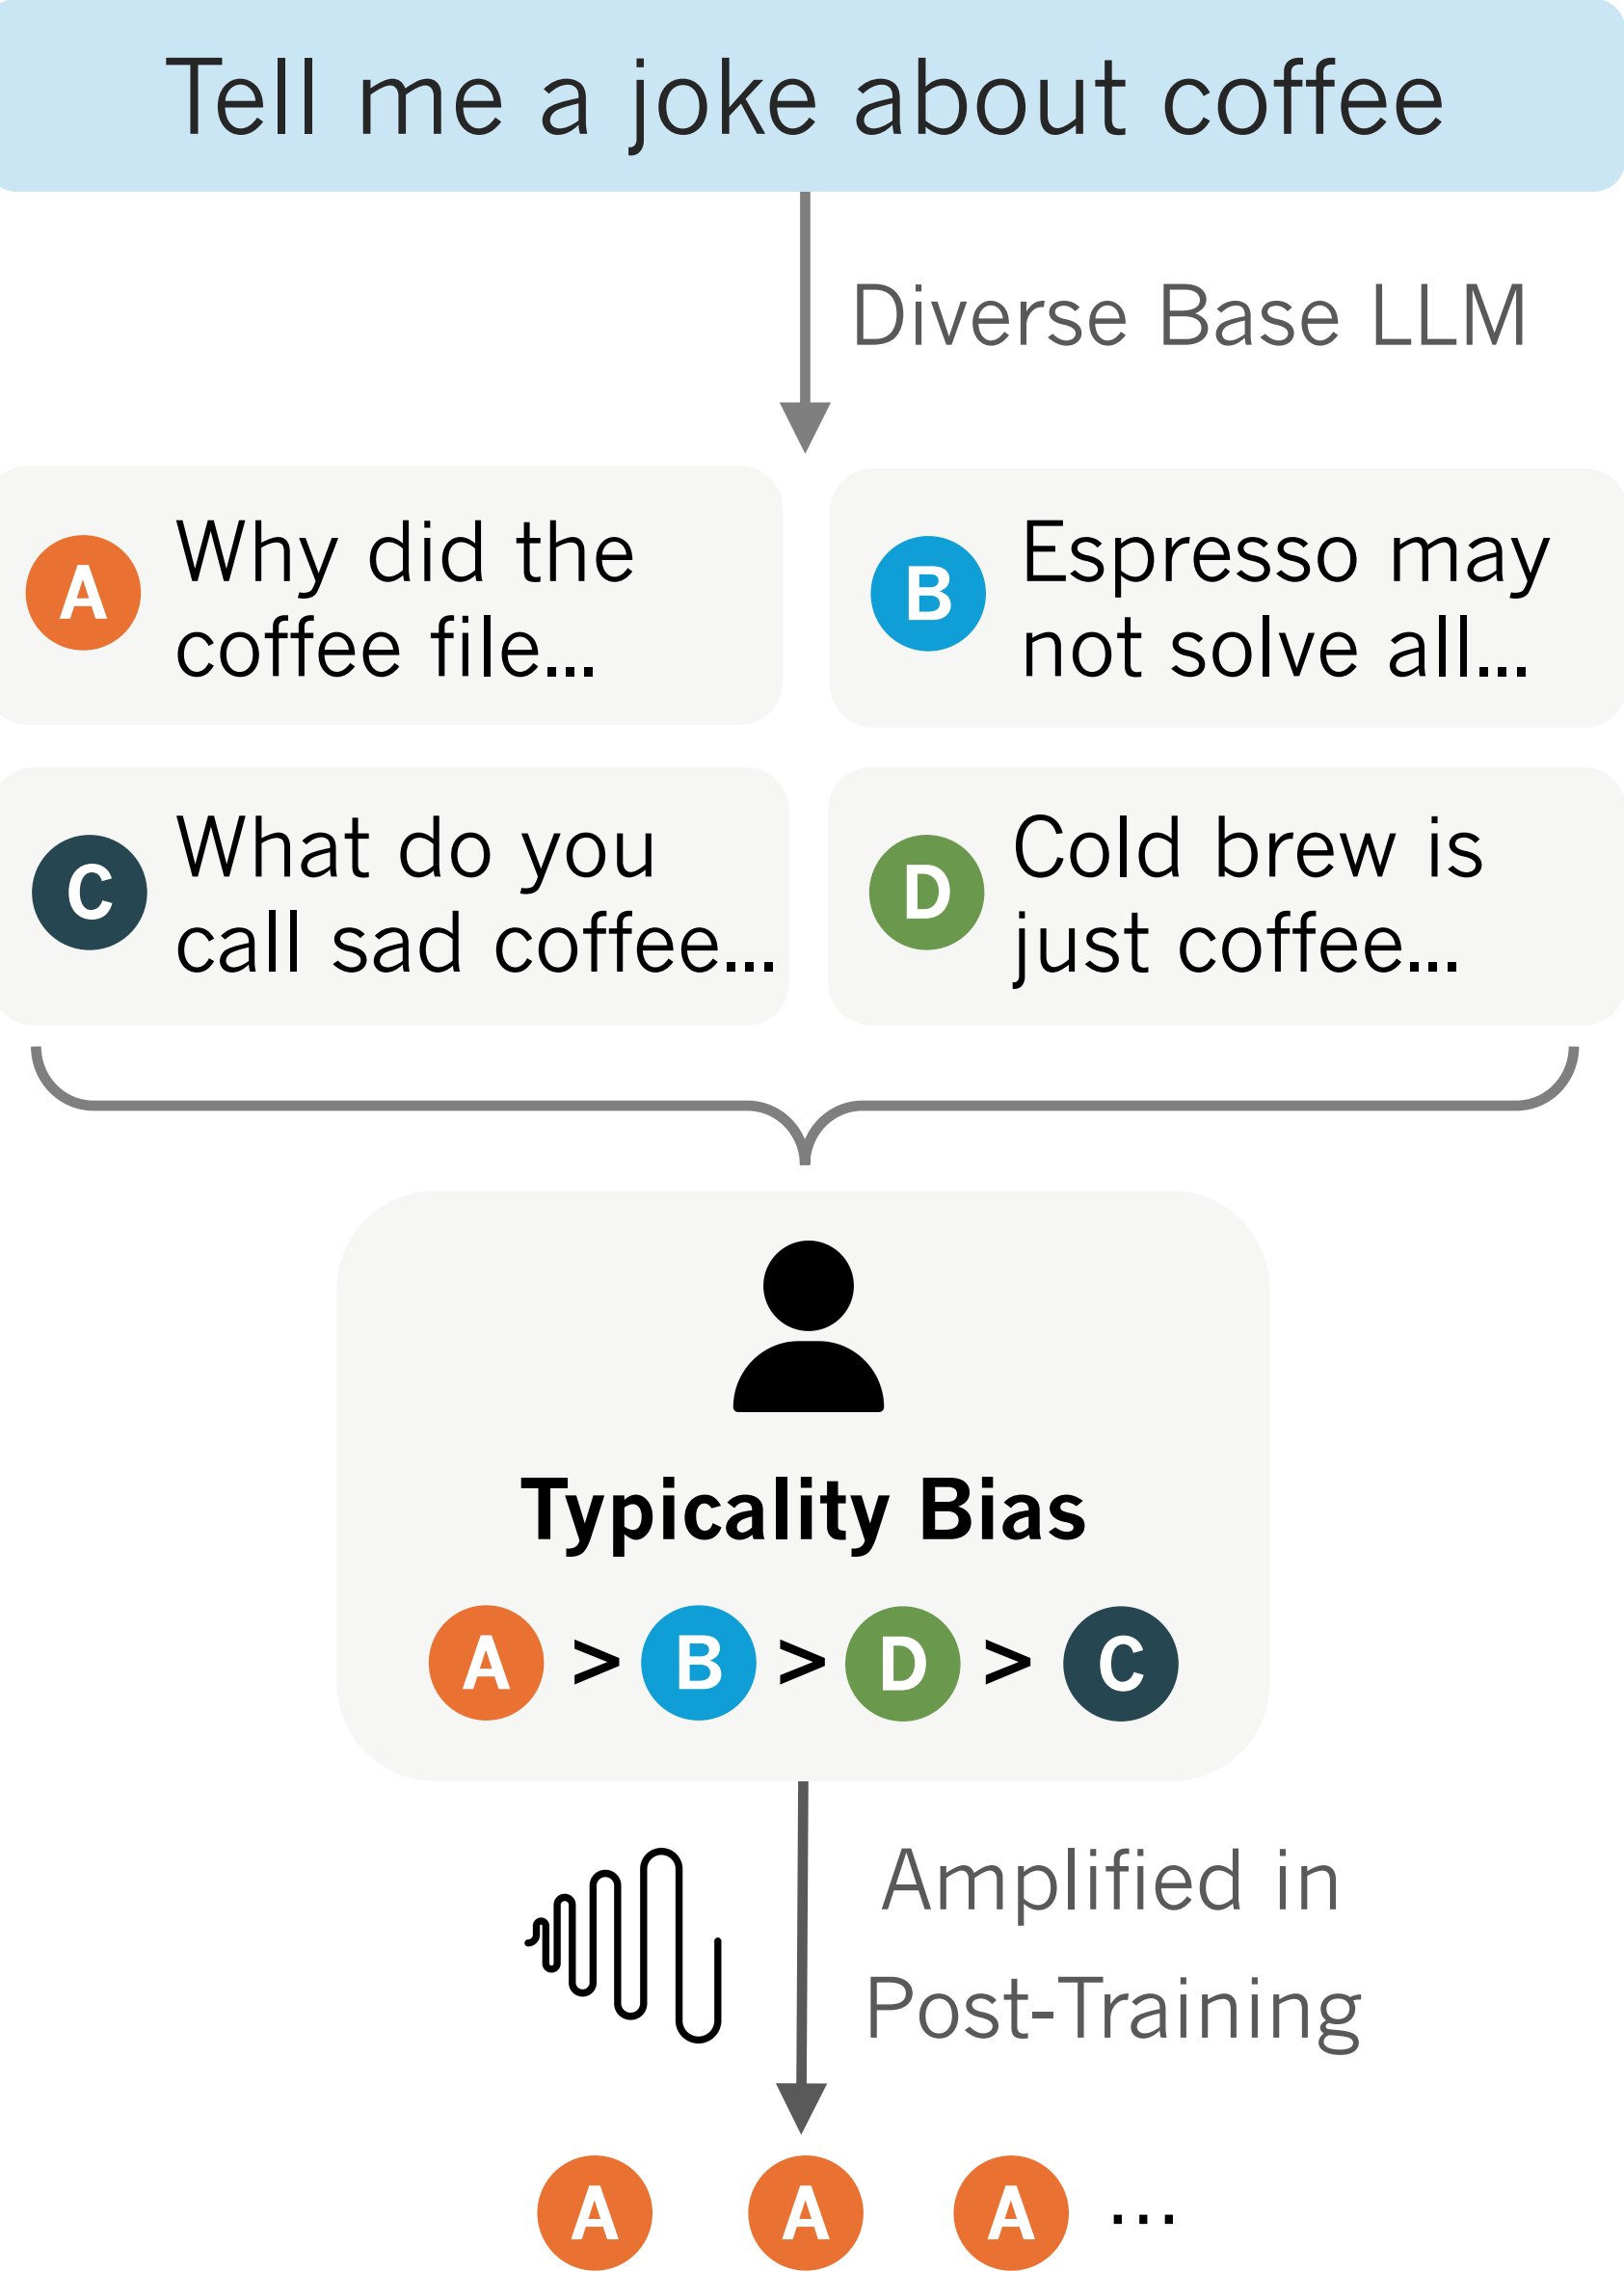 Tell me a joke about coffee
Diverse Base LLM
A Why did the
coffee file...
B Espresso may
not solve all...
C What do you
call sad coffee...
D Cold brew is
just coffee...
Typicality Bias
A > B > D > C
Amplified in
Post-Training
A A A ...